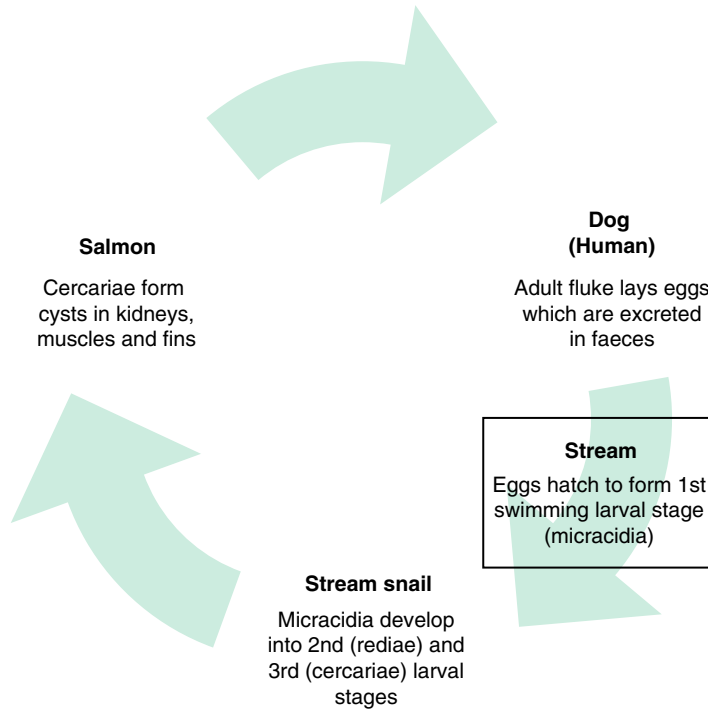 Salmon
Cercariae form
cysts in kidneys,
muscles and fins
Dog
(Human)
Adult fluke lays eggs
which are excreted
in faeces
Stream
Eggs hatch to form 1st
swimming larval stage
(micracidia)
Stream snail
Micracidia develop
into 2nd (rediae) and
3rd (cercariae) larval
stages